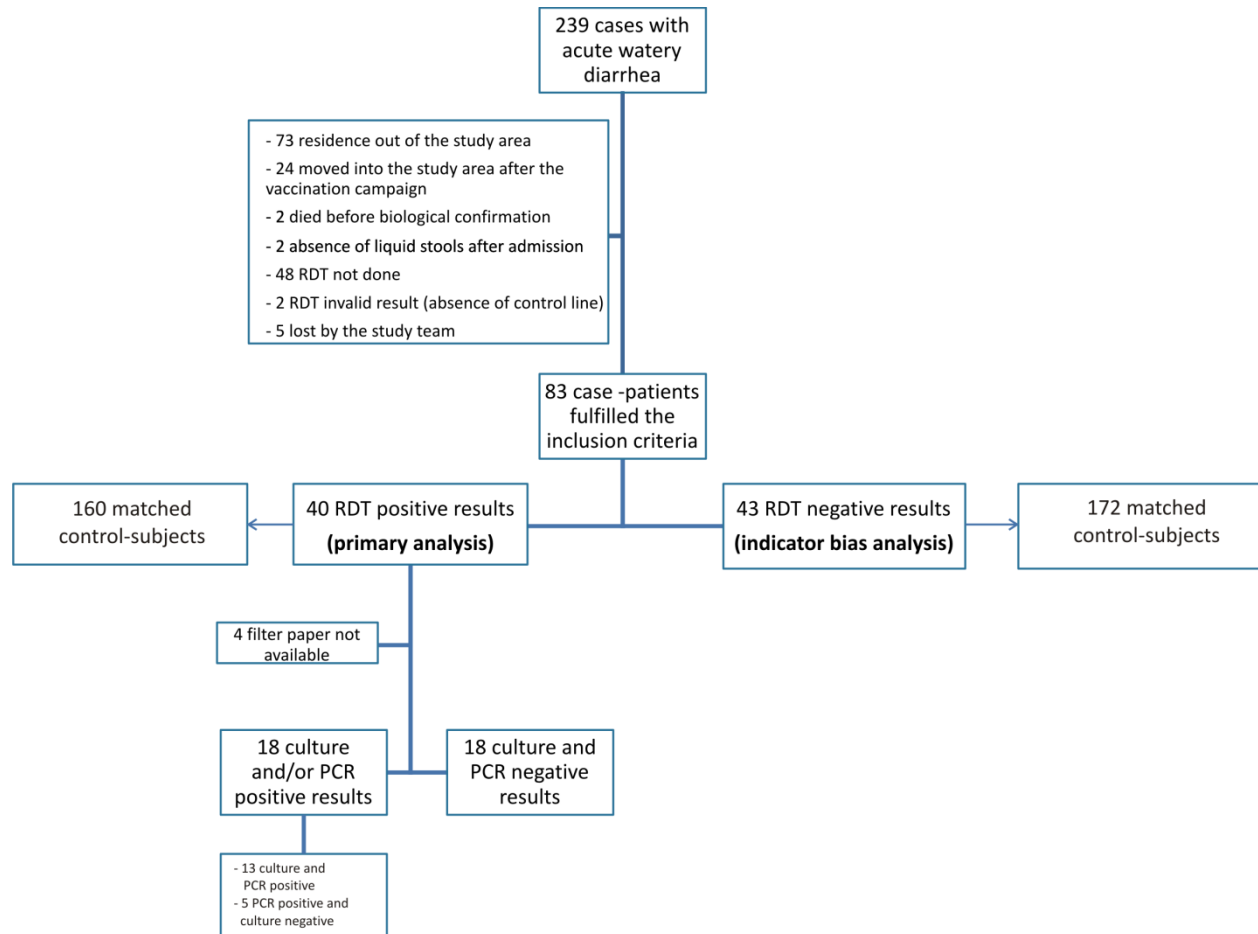 239 cases with
acute watery
diarrhea
- 73 residence out of the study area
- 24 moved into the study area after the
vaccination campaign
- 2 died before biological confirmation
- 2 absence of liquid stools after admission
- 48 RDT not done
- 2 RDT invalid result (absence of control line)
- 5 lost by the study team
83 case -patients
fulfilled the
inclusion criteria
160 matched
control-subjects
40 RDT positive results
(primary analysis)
43 RDT negative results
(indicator bias analysis)
172 matched
control-subjects
4 filter paper not
available
18 culture
and/or PCR
positive results
18 culture and
PCR negative
results
- 13 culture and
PCR positive
- 5 PCR positive and
culture negative